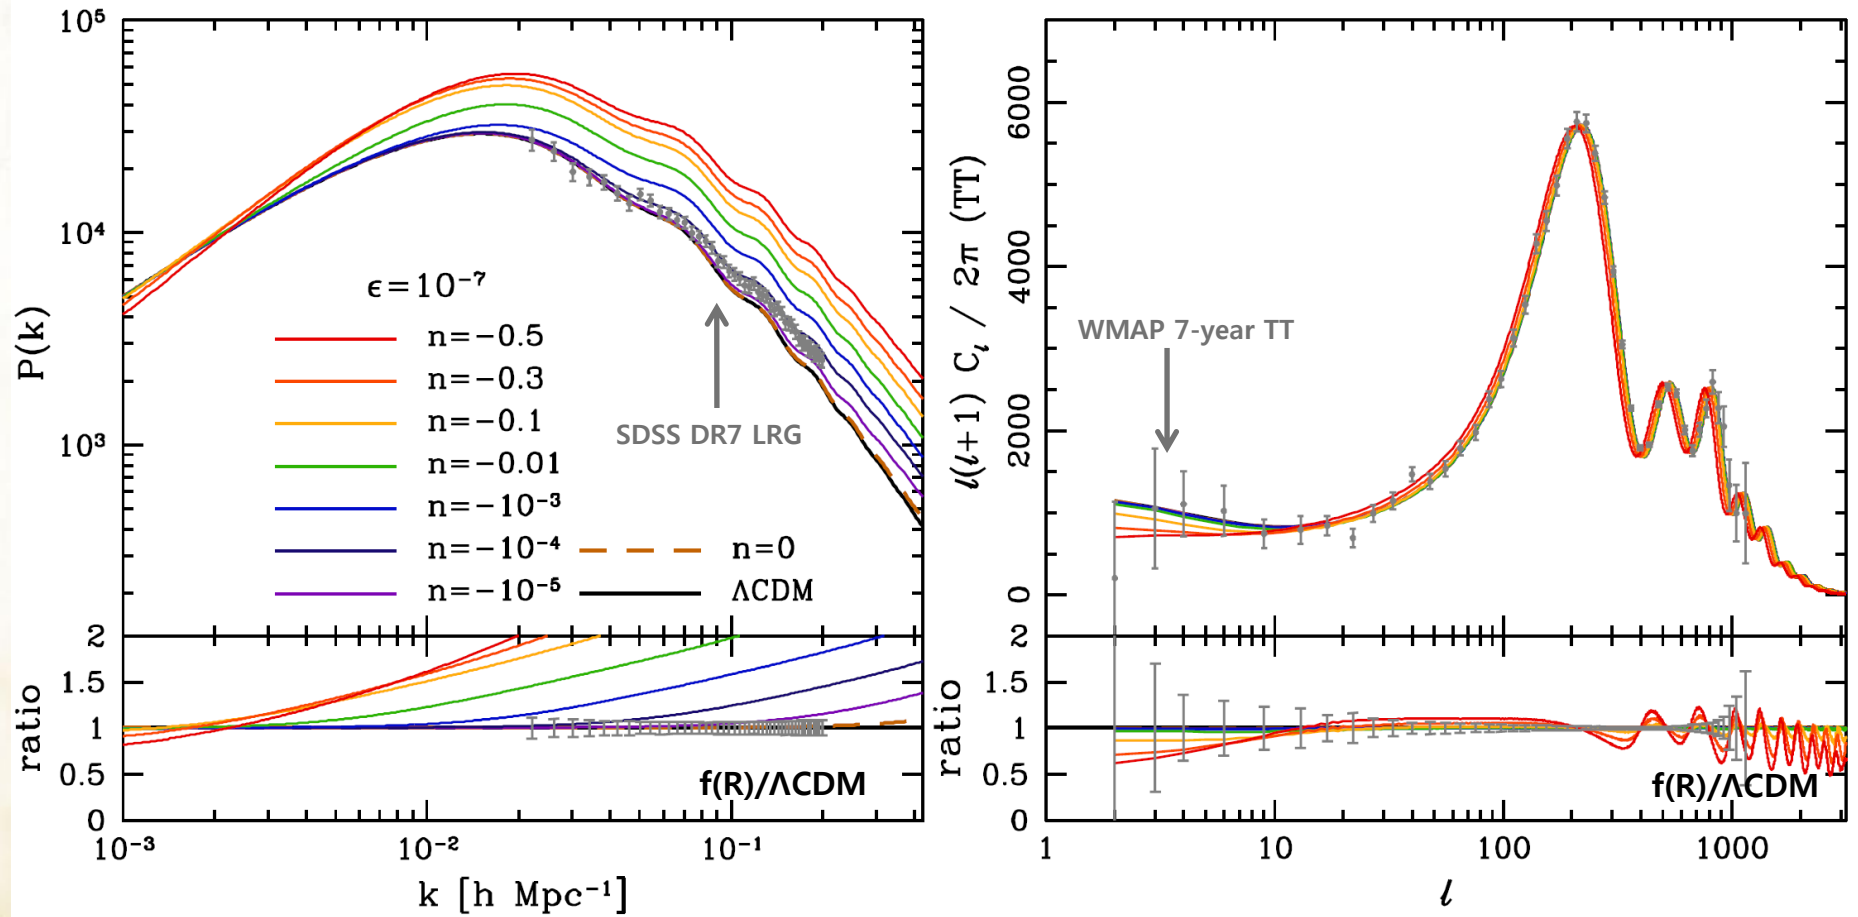 10⁵
10⁴
10³
P(k)
ϵ=10⁻⁷
n=−0.5
n=−0.3
n=−0.1
n=−0.01
n=−10⁻³
n=−10⁻⁴
n=−10⁻⁵
n=0
ΛCDM
SDSS DR7 LRG
2
1.5
1
0.5
0
ratio
f(R)/ΛCDM
10⁻³ 10⁻² 10⁻¹
k [h Mpc⁻¹]
6000
4000
2000
0
ℓ(ℓ+1) Cℓ / 2π (TT)
WMAP 7-year TT
2
1.5
1
0.5
0
ratio
f(R)/ΛCDM
1 10 100 1000
ℓ